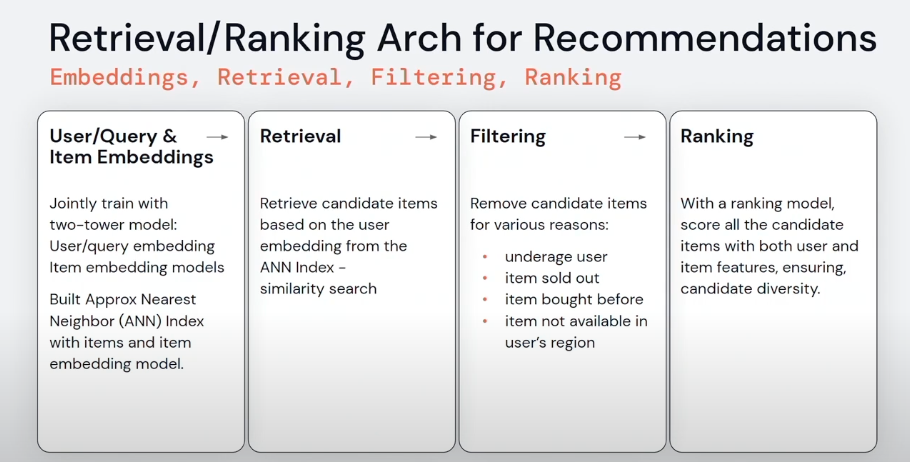 Retrieval/Ranking Arch for Recommendations
Embeddings, Retrieval, Filtering, Ranking
User/Query &
Item Embeddings
Jointly train with
two-tower model:
User/query embedding
Item embedding models
Built Approx Nearest
Neighbor (ANN) Index
with items and item
embedding model.
Retrieval
Retrieve candidate items
based on the user
embedding from the
ANN Index -
similarity search
Filtering
Remove candidate items
for various reasons:
• underage user
• item sold out
• item bought before
• item not available in
user's region
Ranking
With a ranking model,
score all the candidate
items with both user and
item features, ensuring,
candidate diversity.